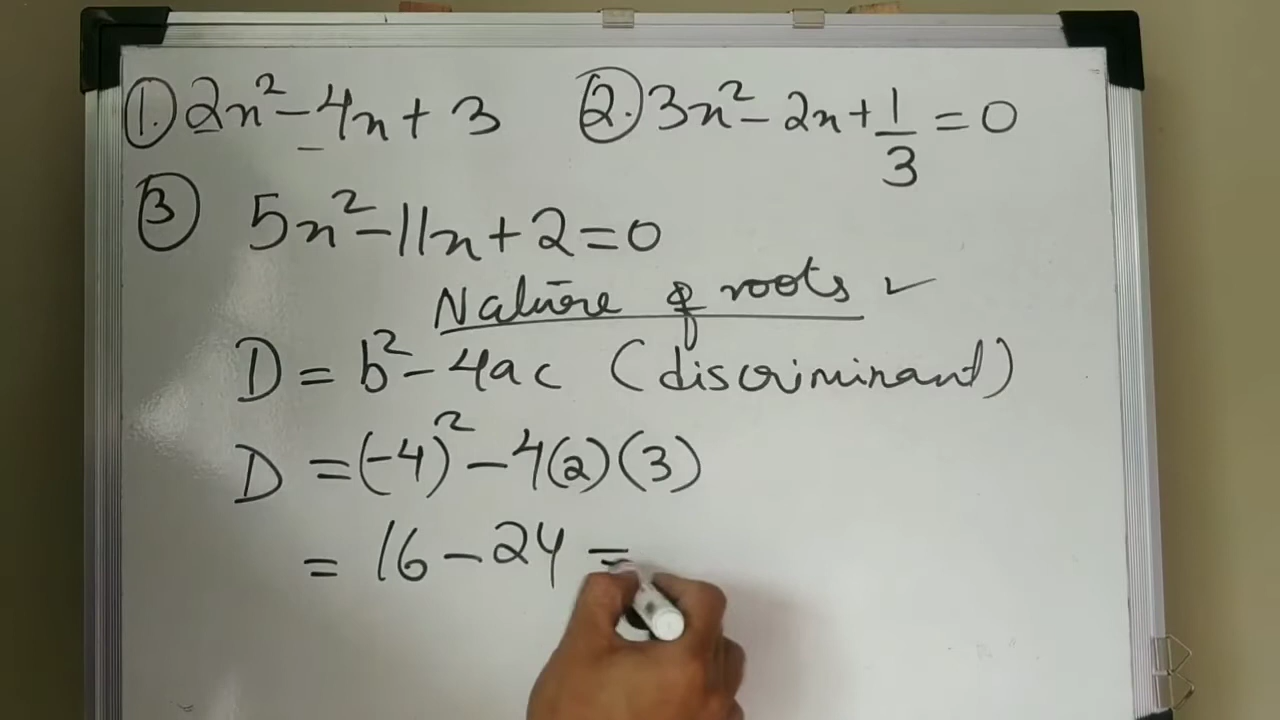 ① 2x² - 4x + 3 ② 3x² - 2x + 1/3 = 0
③ 5x² - 11x + 2 = 0
Nature of roots ✓
D = b² - 4ac (discriminant)
D = (-4)² - 4(2)(3)
= 16 - 24 =